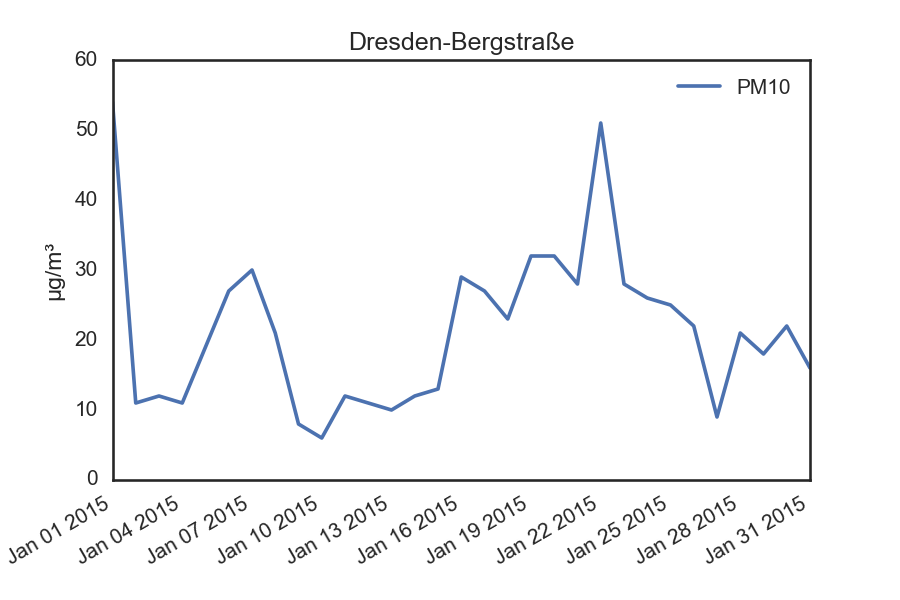 Dresden-Bergstraße
60
50
40
30
20
10
0
µg/m³
PM10
Jan 01 2015
Jan 04 2015
Jan 07 2015
Jan 10 2015
Jan 13 2015
Jan 16 2015
Jan 19 2015
Jan 22 2015
Jan 25 2015
Jan 28 2015
Jan 31 2015